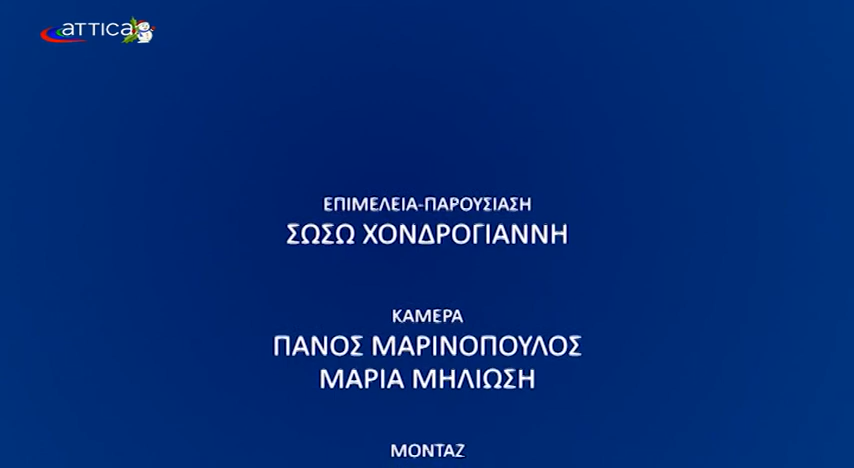 ATTICA
ΕΠΙΜΕΛΕΙΑ-ΠΑΡΟΥΣΙΑΣΗ
ΣΩΣΩ ΧΟΝΔΡΟΓΙΑΝΝΗ
ΚΑΜΕΡΑ
ΠΑΝΟΣ ΜΑΡΙΝΟΠΟΥΛΟΣ
ΜΑΡΙΑ ΜΗΛΙΩΣΗ
ΜΟΝΤΑΖ